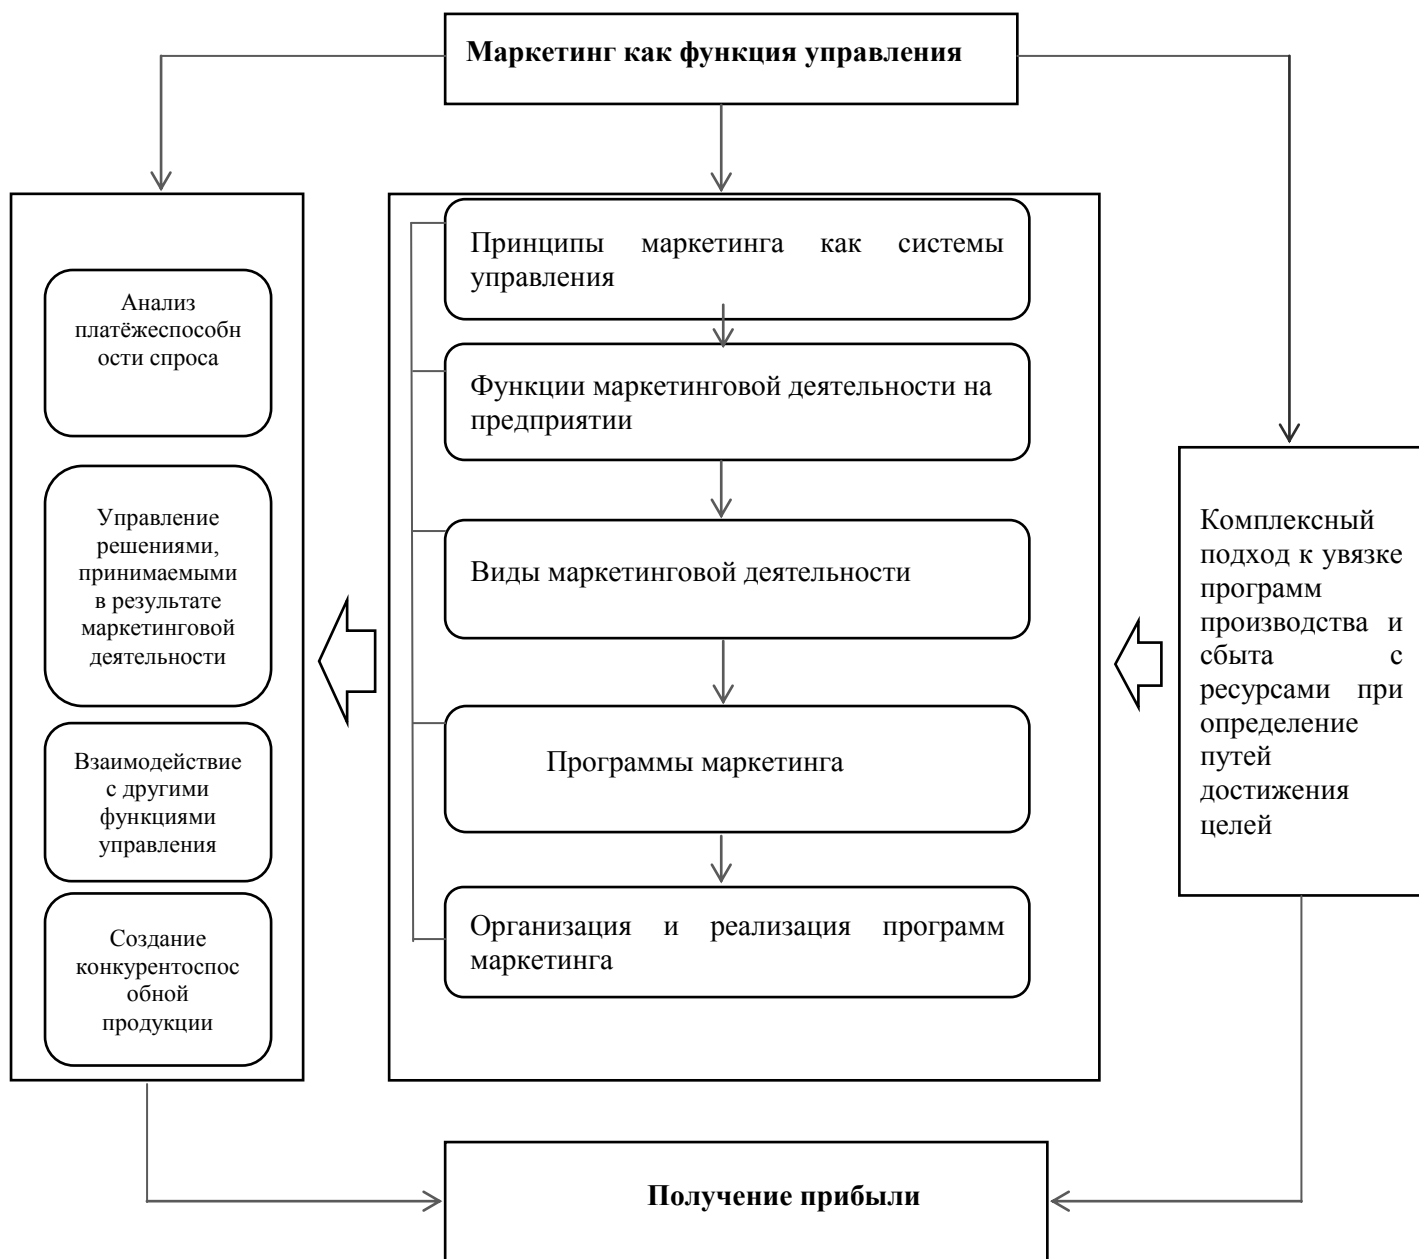 Маркетинг как функция управления
Анализ
платёжеспособн
ости спроса
Управление
решениями,
принимаемыми
в результате
маркетинговой
деятельности
Взаимодействие
с другими
функциями
управления
Создание
конкурентоспос
обной
продукции
Принципы маркетинга как системы
управления
Функции маркетинговой деятельности на
предприятии
Виды маркетинговой деятельности
Программы маркетинга
Организация и реализация программ
маркетинга
Комплексный
подход к увязке
программ
производства и
сбыта с
ресурсами при
определение
путей
достижения
целей
Получение прибыли